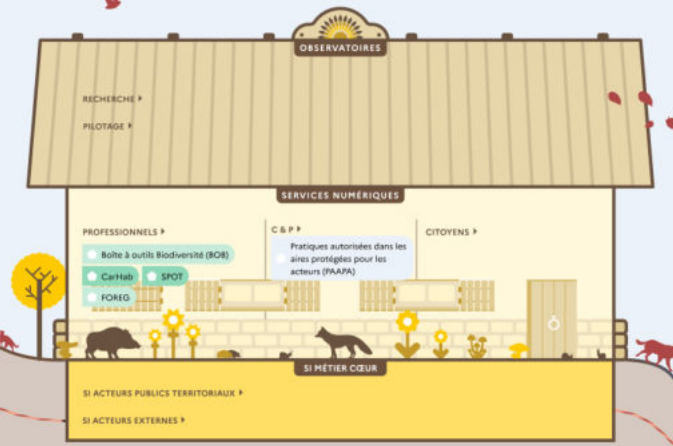 OBSERVATOIRES
RECHERCHE
PILOTAGE
SERVICES NUMÉRIQUES
PROFESSIONNELS
Boîte à outils Biodiversité (BOB)
CarHab
SPOT
FOREG
C & P
Pratiques autorisées dans les
aires protégées pour les
acteurs (PAAPA)
CITOYENS
SI MÉTIER CŒUR
SI ACTEURS PUBLICS TERRITORIAUX
SI ACTEURS EXTERNES